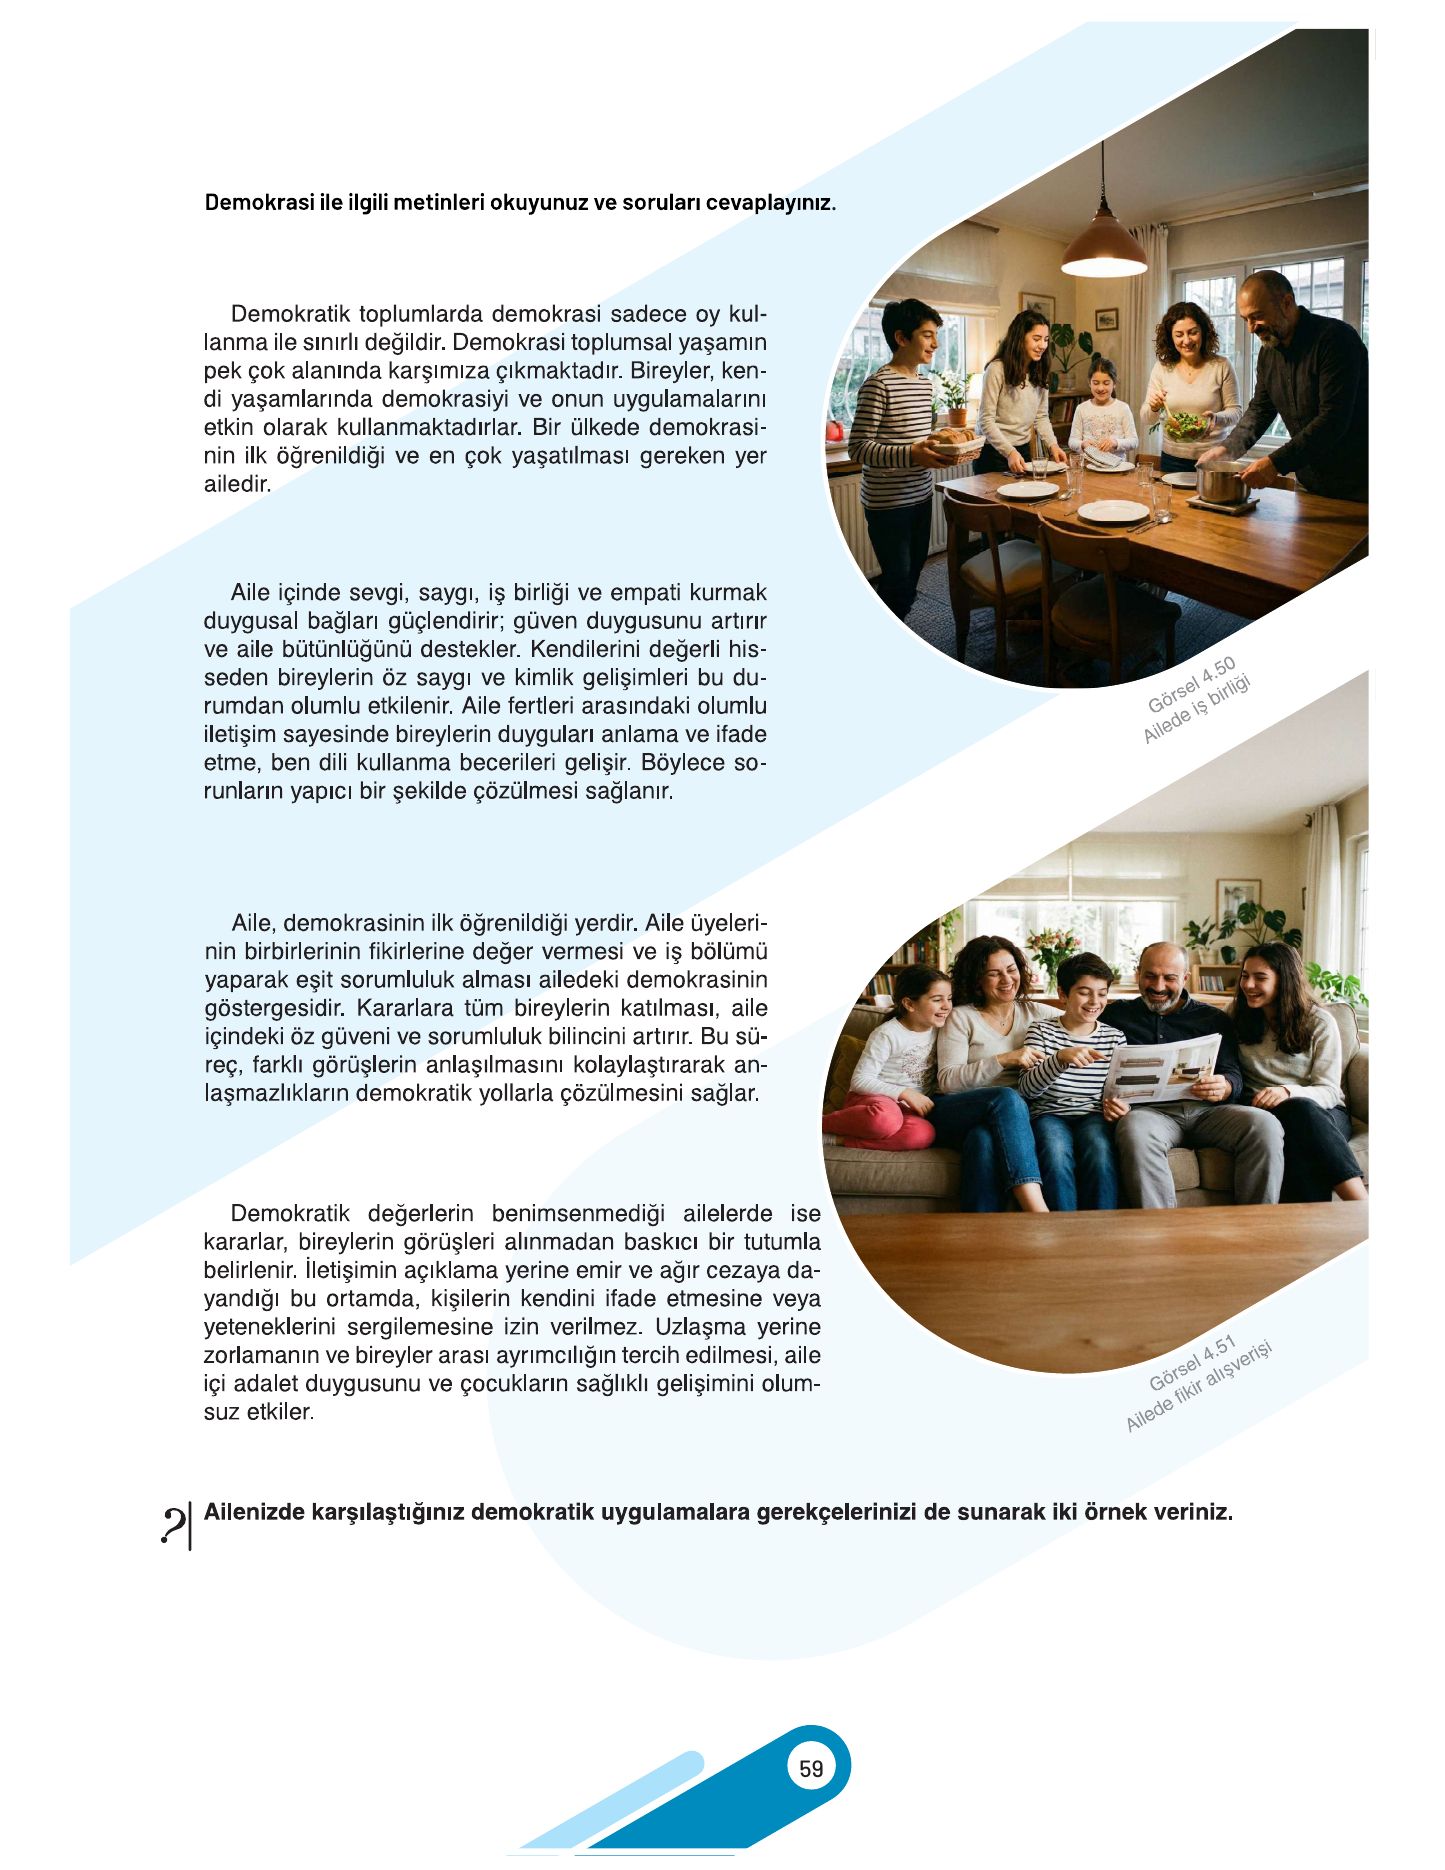 Demokrasi ile ilgili metinleri okuyunuz ve soruları cevaplayınız.
Demokratik toplumlarda demokrasi sadece oy kul-
lanma ile sınırlı değildir. Demokrasi toplumsal yaşamın
pek çok alanında karşımıza çıkmaktadır. Bireyler, ken-
di yaşamlarında demokrasiyi ve onun uygulamalarını
etkin olarak kullanmaktadırlar. Bir ülkede demokrasi-
nin ilk öğrenildiği ve en çok yaşatılması gereken yer
ailedir.
Aile içinde sevgi, saygı, iş birliği ve empati kurmak
duygusal bağları güçlendirir; güven duygusunu artırır
ve aile bütünlüğünü destekler. Kendilerini değerli his-
seden bireylerin öz saygı ve kimlik gelişimleri bu du-
rumdan olumlu etkilenir. Aile fertleri arasındaki olumlu
iletişim sayesinde bireylerin duyguları anlama ve ifade
etme, ben dili kullanma becerileri gelişir. Böylece so-
runların yapıcı bir şekilde çözülmesi sağlanır.
Görsel 4.50
Ailede iş birliği
Aile, demokrasinin ilk öğrenildiği yerdir. Aile üyeleri-
nin birbirlerinin fikirlerine değer vermesi ve iş bölümü
yaparak eşit sorumluluk alması ailedeki demokrasinin
göstergesidir. Kararlara tüm bireylerin katılması, aile
içindeki öz güveni ve sorumluluk bilincini artırır. Bu sü-
reç, farklı görüşlerin anlaşılmasını kolaylaştırarak an-
laşmazlıkların demokratik yollarla çözülmesini sağlar.
Demokratik değerlerin benimsenmediği ailelerde ise
kararlar, bireylerin görüşleri alınmadan baskıcı bir tutumla
belirlenir. İletişimin açıklama yerine emir ve ağır cezaya da-
yandığı bu ortamda, kişilerin kendini ifade etmesine veya
yeteneklerini sergilemesine izin verilmez. Uzlaşma yerine
zorlamanın ve bireyler arası ayrımcılığın tercih edilmesi, aile
içi adalet duygusunu ve çocukların sağlıklı gelişimini olum-
suz etkiler.
Görsel 4.51
Ailede fikir alışverişi
? Ailenizde karşılaştığınız demokratik uygulamalara gerekçelerinizi de sunarak iki örnek veriniz.
59